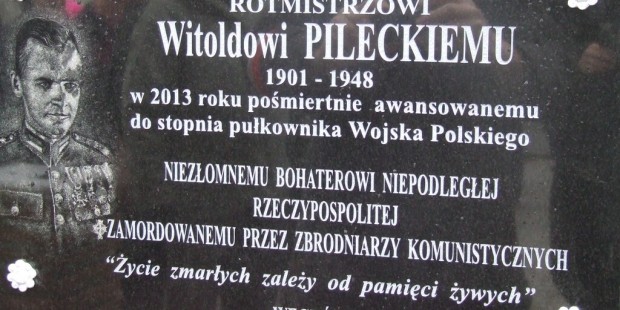 ROTMISTRZOWI
Witoldowi PILECKIEMU
1901 - 1948
w 2013 roku pośmiertnie awansowanemu
do stopnia pułkownika Wojska Polskiego
NIEZŁOMNEMU BOHATEROWI NIEPODLEGŁEJ
RZECZYPOSPOLITEJ
ZAMORDOWANEMU PRZEZ ZBRODNIARZY KOMUNISTYCZNYCH
“Życie zmarłych zależy od pamięci żywych”